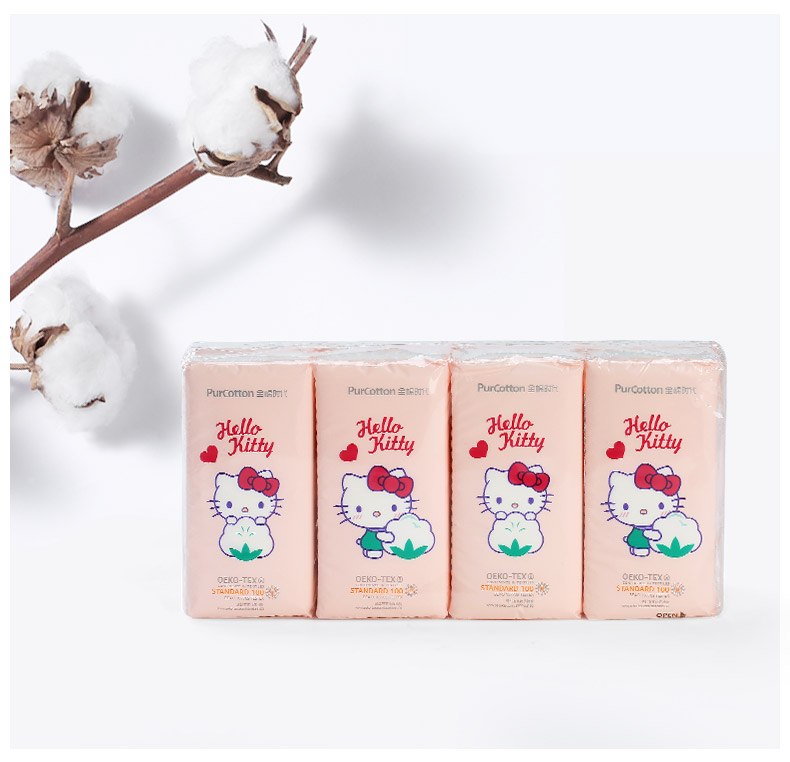 PurCotton 全棉时代
Hello
Kitty
OEKO-TEX®
STANDARD 100
PurCotton 全棉时代
Hello
Kitty
OEKO-TEX®
STANDARD 100
PurCotton 全棉时代
Hello
Kitty
OEKO-TEX®
STANDARD 100
PurCotton 全棉时代
Hello
Kitty
OEKO-TEX®
STANDARD 100
OPEN